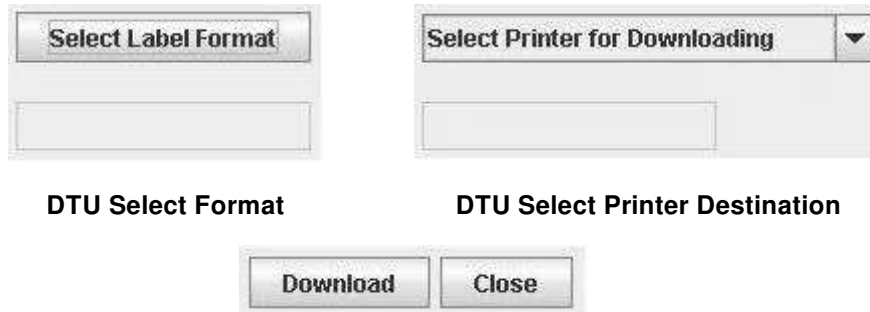 Select Label Format
Select Printer for Downloading
DTU Select Format
DTU Select Printer Destination
Download
Close